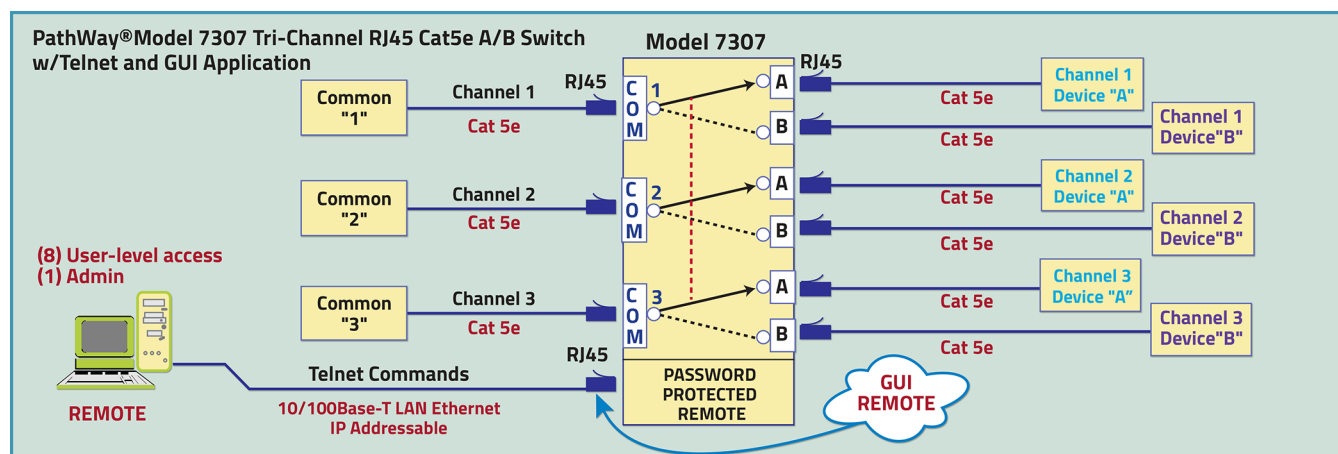 PathWay®Model 7307 Tri-Channel RJ45 Cat5e A/B Switch
w/Telnet and GUI Application
Model 7307
Common
"1"
Channel 1
Cat 5e
RJ45
C
O
M
1
A
B
RJ45
Cat 5e
Channel 1
Device "A"
Cat 5e
Channel 1
Device"B"
Common
"2"
Channel 2
Cat 5e
C
O
M
2
A
B
Cat 5e
Channel 2
Device "A"
Cat 5e
Channel 2
Device"B"
(8) User-level access
(1) Admin
Common
"3"
Channel 3
Cat 5e
C
O
M
3
A
B
Cat 5e
Channel 3
Device "A"
Cat 5e
Channel 3
Device"B"
REMOTE
Telnet Commands
10/100Base-T LAN Ethernet
IP Addressable
RJ45
PASSWORD
PROTECTED
REMOTE
GUI
REMOTE